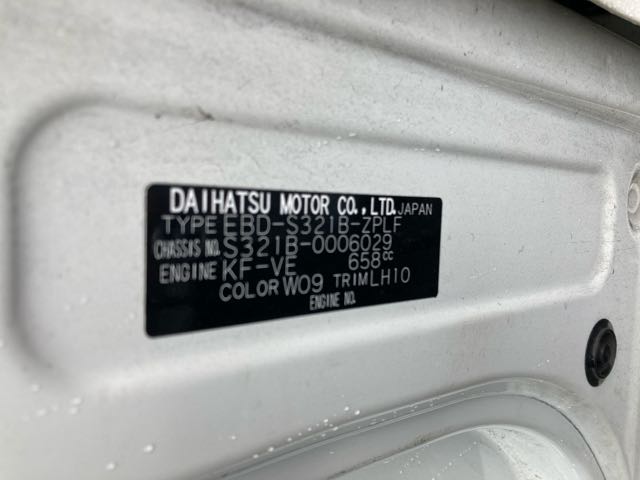 DAIHATSU MOTOR CO.,LTD. JAPAN
TYPE EBD-S321B-ZPLF
CHASSIS NO. S321B-0006029
ENGINE KF-VE 658cc
COLOR W09 TRIM LH10
ENGINE NO.